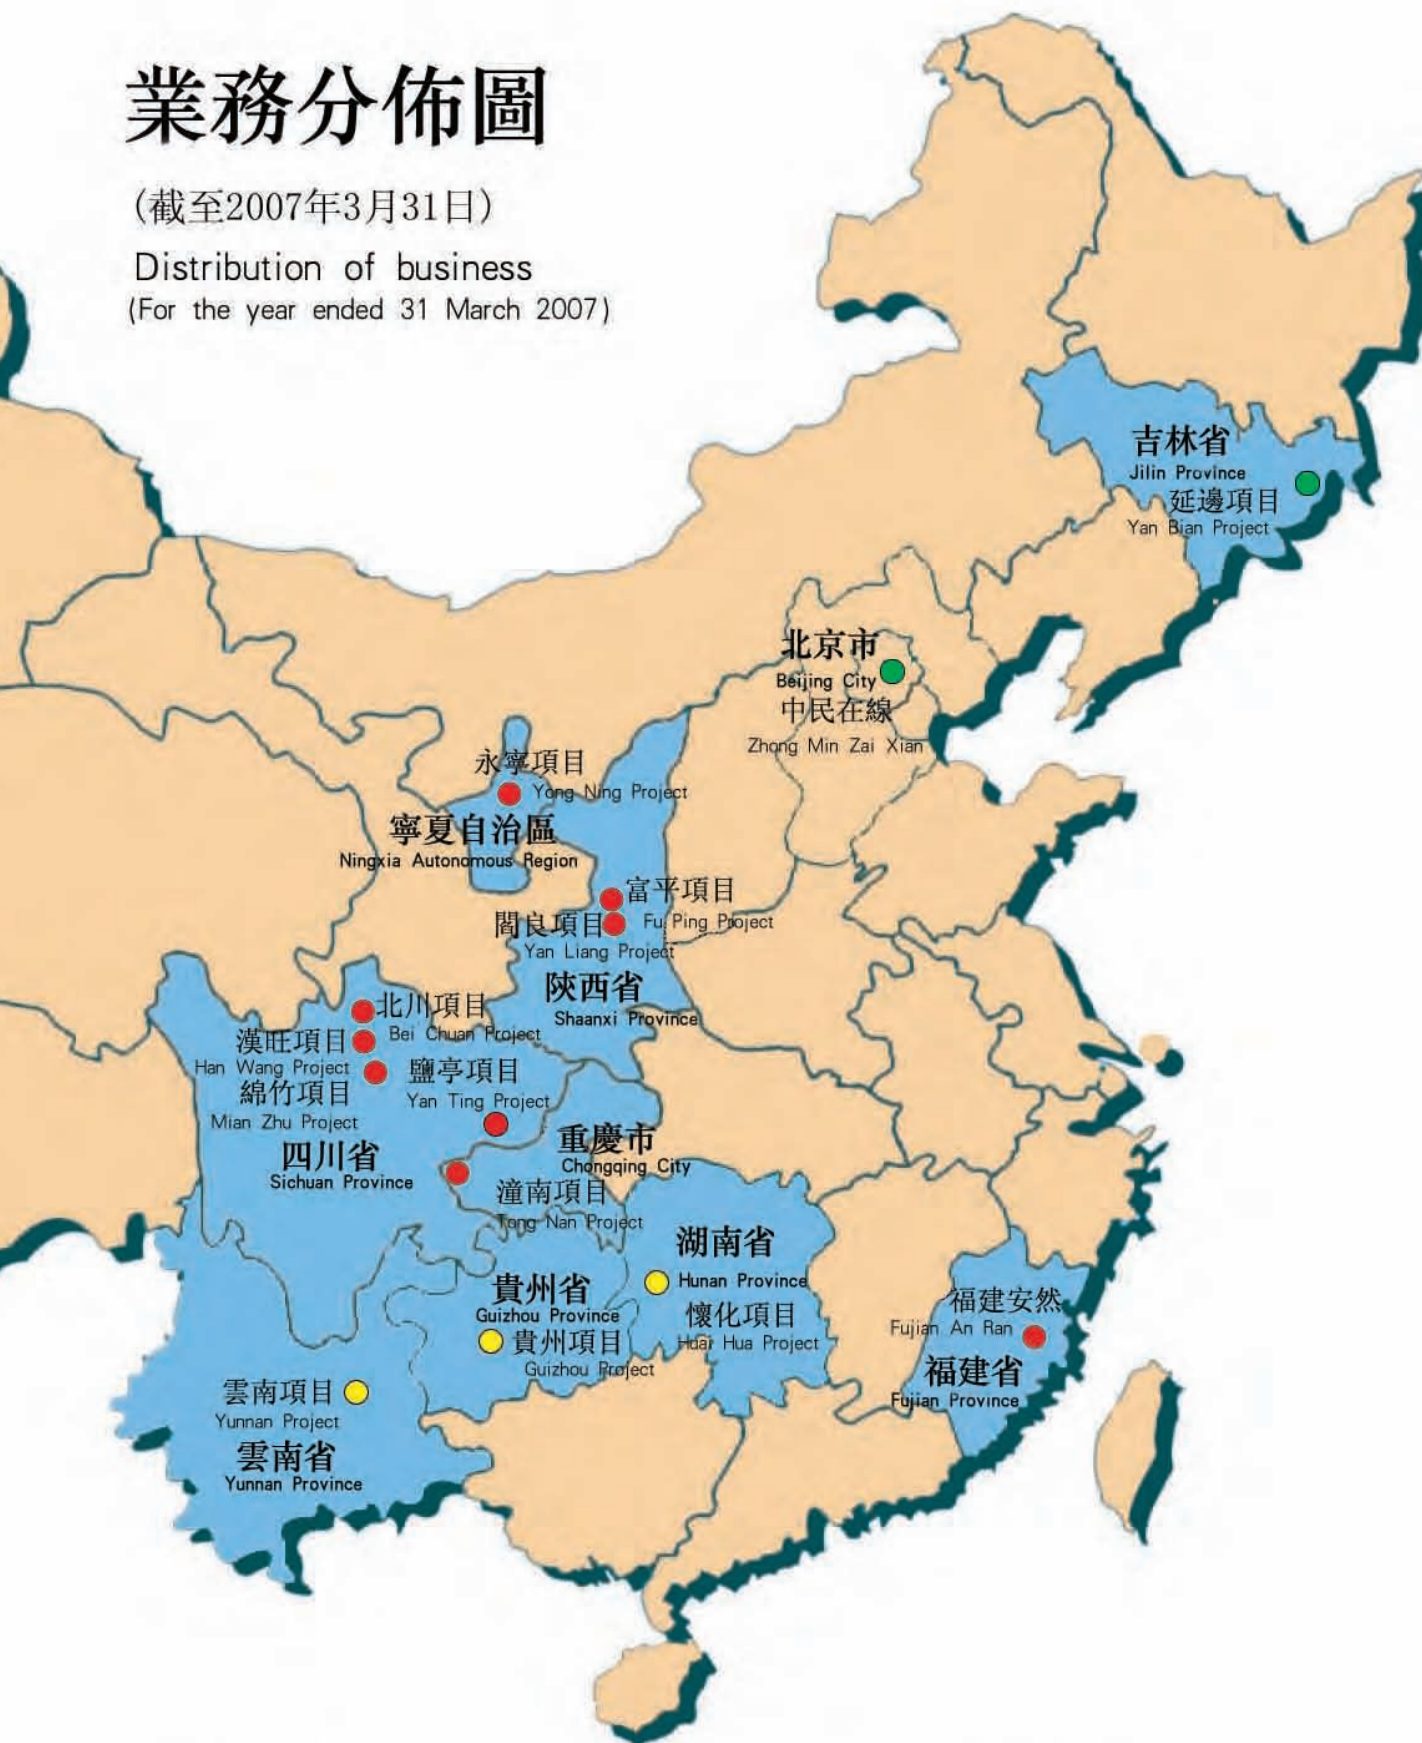 業務分佈圖
(截至2007年3月31日)
Distribution of business
(For the year ended 31 March 2007)
吉林省
Jilin Province
延邊項目
Yan Bian Project
北京市
Beijing City
中民在線
Zhong Min Zai Xian
永寧項目
Yong Ning Project
寧夏自治區
Ningxia Autonomous Region
富平項目
Fu Ping Project
閻良項目
Yan Liang Project
陝西省
Shaanxi Province
北川項目
Bei Chuan Project
漢旺項目
Han Wang Project
綿竹項目
Mian Zhu Project
鹽亭項目
Yan Ting Project
四川省
Sichuan Province
重慶市
Chongqing City
潼南項目
Tong Nan Project
湖南省
Hunan Province
懷化項目
Huai Hua Project
貴州省
Guizhou Province
貴州項目
Guizhou Project
福建安然
Fujian An Ran
福建省
Fujian Province
雲南項目
Yunnan Project
雲南省
Yunnan Province